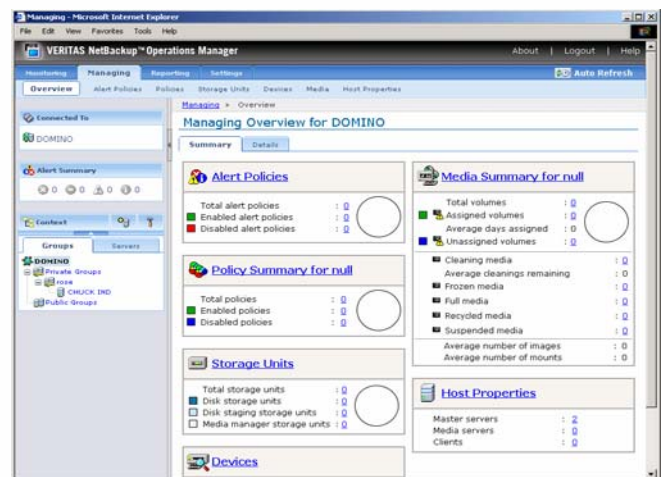 Managing - Microsoft Internet Explorer
File Edit View Favorites Tools Help
VERITAS NetBackup™ Operations Manager
About | Logout | Help
Monitoring Managing Reporting Settings
Auto Refresh
Overview Alert Policies Policies Storage Units Devices Media Host Properties
Managing > Overview
Connected To
DOMINO
Alert Summary
0 0 0 0
Context
Groups Servers
DOMINO
Private Groups
rose
CHUCK IND
Public Groups
Managing Overview for DOMINO
Summary Details
Alert Policies
Total alert policies : 0
Enabled alert policies : 0
Disabled alert policies : 0
Policy Summary for null
Total policies : 0
Enabled policies : 0
Disabled policies : 0
Storage Units
Total storage units : 0
Disk storage units : 0
Disk staging storage units : 0
Media manager storage units : 0
Devices
Media Summary for null
Total volumes : 0
Assigned volumes : 0
Average days assigned : 0
Unassigned volumes : 0
Cleaning media : 0
Average cleanings remaining : 0
Frozen media : 0
Full media : 0
Recycled media : 0
Suspended media : 0
Average number of images : 0
Average number of mounts : 0
Host Properties
Master servers : 2
Media servers : 0
Clients : 0